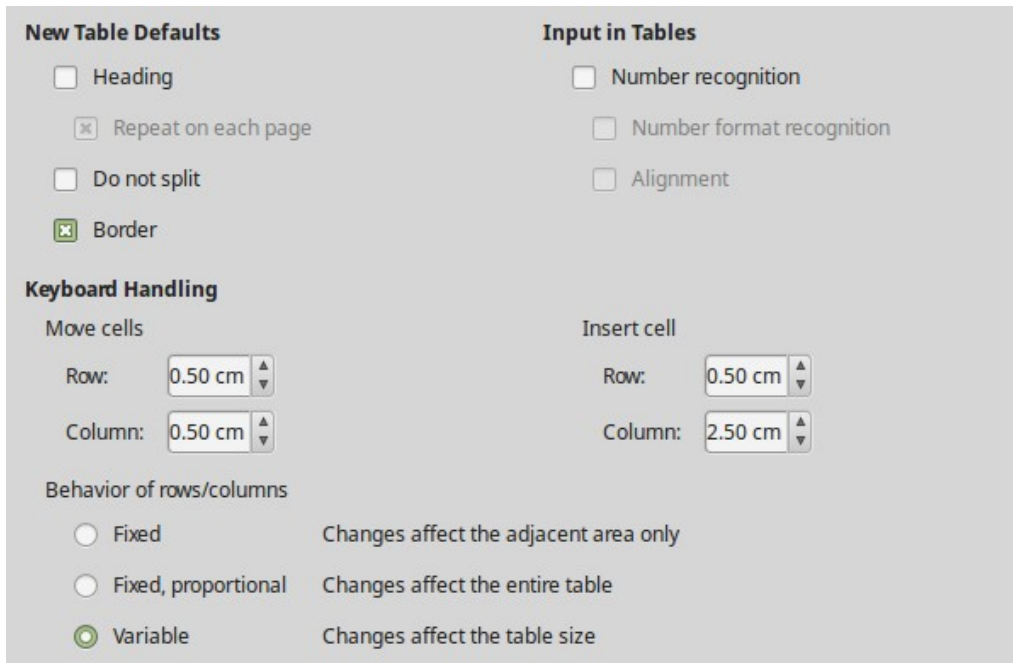 New Table Defaults
Heading
Repeat on each page
Do not split
Border
Input in Tables
Number recognition
Number format recognition
Alignment
Keyboard Handling
Move cells
Row: 0.50 cm
Column: 0.50 cm
Insert cell
Row: 0.50 cm
Column: 2.50 cm
Behavior of rows/columns
Fixed Changes affect the adjacent area only
Fixed, proportional Changes affect the entire table
Variable Changes affect the table size